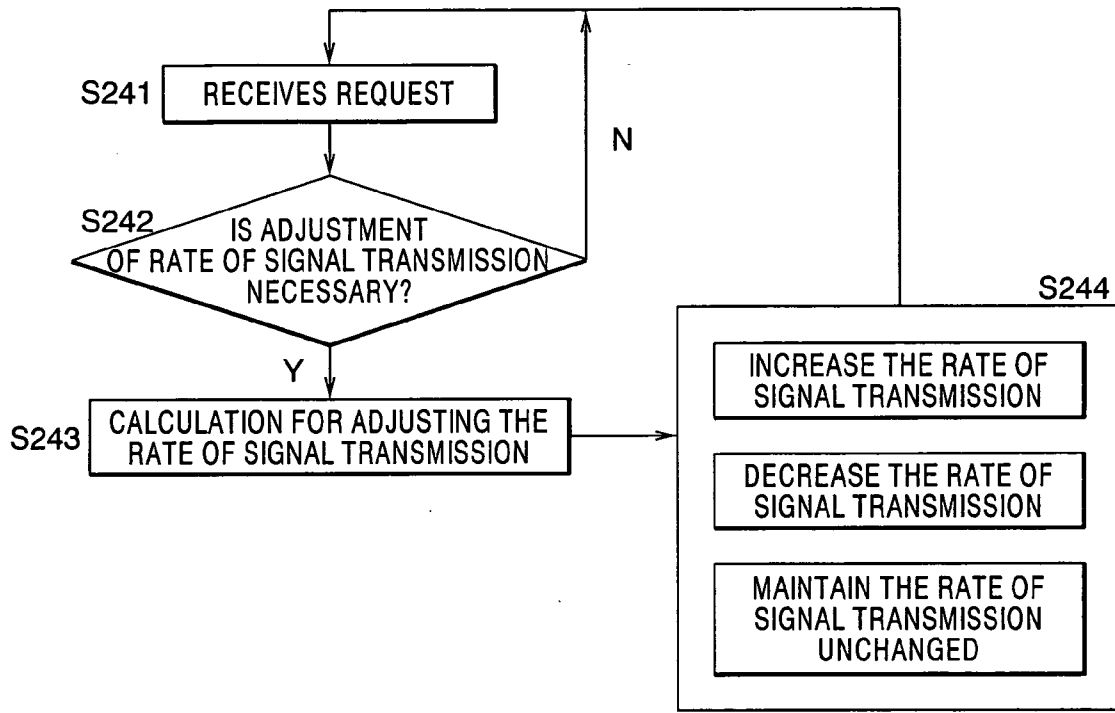 S241
RECEIVES REQUEST
N
S242
IS ADJUSTMENT
OF RATE OF SIGNAL TRANSMISSION
NECESSARY?
Y
S243
CALCULATION FOR ADJUSTING THE
RATE OF SIGNAL TRANSMISSION
S244
INCREASE THE RATE OF
SIGNAL TRANSMISSION
DECREASE THE RATE OF
SIGNAL TRANSMISSION
MAINTAIN THE RATE OF
SIGNAL TRANSMISSION
UNCHANGED